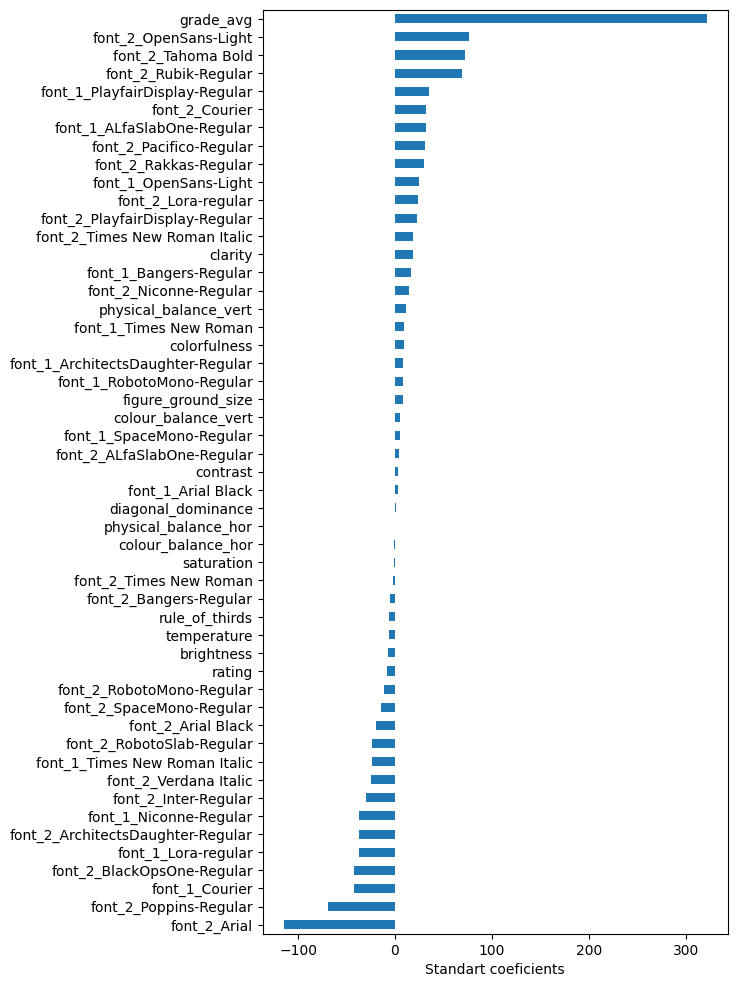 grade_avg
font_2_OpenSans-Light
font_2_Tahoma Bold
font_2_Rubik-Regular
font_1_PlayfairDisplay-Regular
font_2_Courier
font_1_ALfaSlabOne-Regular
font_2_Pacifico-Regular
font_2_Rakkas-Regular
font_1_OpenSans-Light
font_2_Lora-regular
font_2_PlayfairDisplay-Regular
font_2_Times New Roman Italic
clarity
font_1_Bangers-Regular
font_2_Niconne-Regular
physical_balance_vert
font_1_Times New Roman
colorfulness
font_1_ArchitectsDaughter-Regular
font_1_RobotoMono-Regular
figure_ground_size
colour_balance_vert
font_1_SpaceMono-Regular
font_2_ALfaSlabOne-Regular
contrast
font_1_Arial Black
diagonal_dominance
physical_balance_hor
colour_balance_hor
saturation
font_2_Times New Roman
font_2_Bangers-Regular
rule_of_thirds
temperature
brightness
rating
font_2_RobotoMono-Regular
font_2_SpaceMono-Regular
font_2_Arial Black
font_2_RobotoSlab-Regular
font_1_Times New Roman Italic
font_2_Verdana Italic
font_2_Inter-Regular
font_1_Niconne-Regular
font_2_ArchitectsDaughter-Regular
font_1_Lora-regular
font_2_BlackOpsOne-Regular
font_1_Courier
font_2_Poppins-Regular
font_2_Arial
−100 0 100 200 300
Standart coeficients